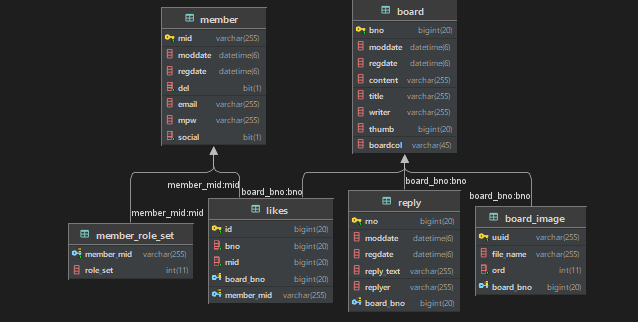 member
mid varchar(255)
moddate datetime(6)
regdate datetime(6)
del bit(1)
email varchar(255)
mpw varchar(255)
social bit(1)
board
bno bigint(20)
moddate datetime(6)
regdate datetime(6)
content varchar(255)
title varchar(255)
writer varchar(255)
thumb bigint(20)
boardcol varchar(45)
member_mid:mid
board_bno:bno
board_bno:bno
board_bno:bno
member_mid:mid
member_role_set
member_mid varchar(255)
role_set int(11)
likes
id bigint(20)
bno bigint(20)
mid bigint(20)
board_bno bigint(20)
member_mid varchar(255)
reply
rno bigint(20)
moddate datetime(6)
regdate datetime(6)
reply_text varchar(255)
replyer varchar(255)
board_bno bigint(20)
board_image
uuid varchar(255)
file_name varchar(255)
ord int(11)
board_bno bigint(20)